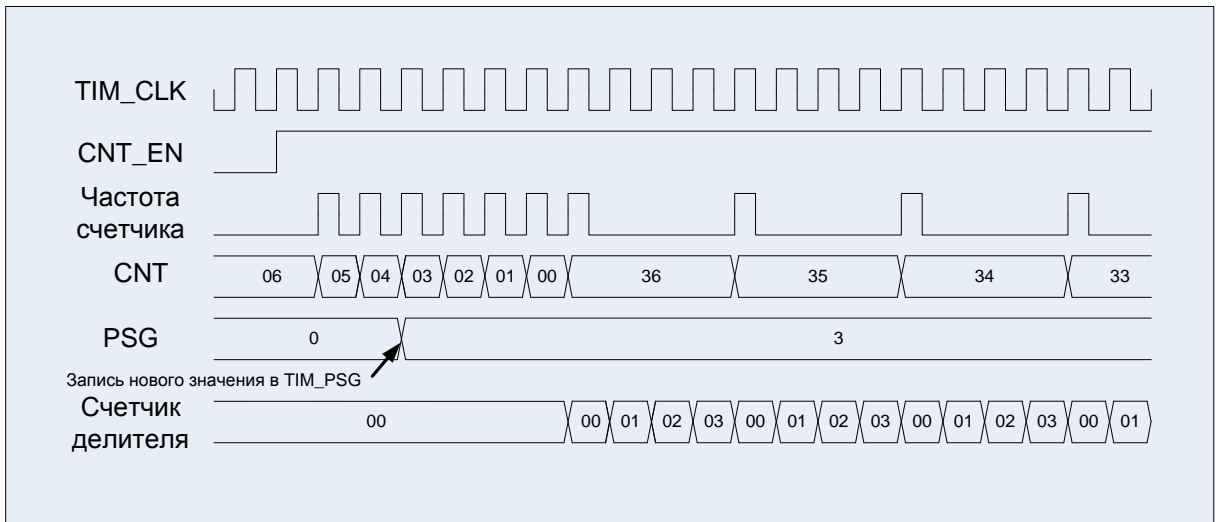 TIM_CLK
CNT_EN
Частота
счетчика
CNT
06 05 04 03 02 01 00 36 35 34 33
PSG
0 3
Запись нового значения в TIM_PSG
Счетчик
делителя
00 00 01 02 03 00 01 02 03 00 01 02 03 00 01